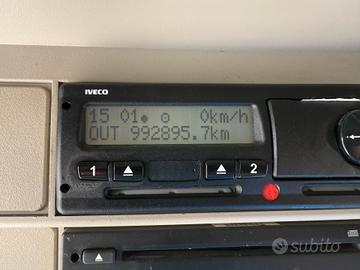 IVECO
15 01 0km/h
OUT 992895.7km
1 2
subito